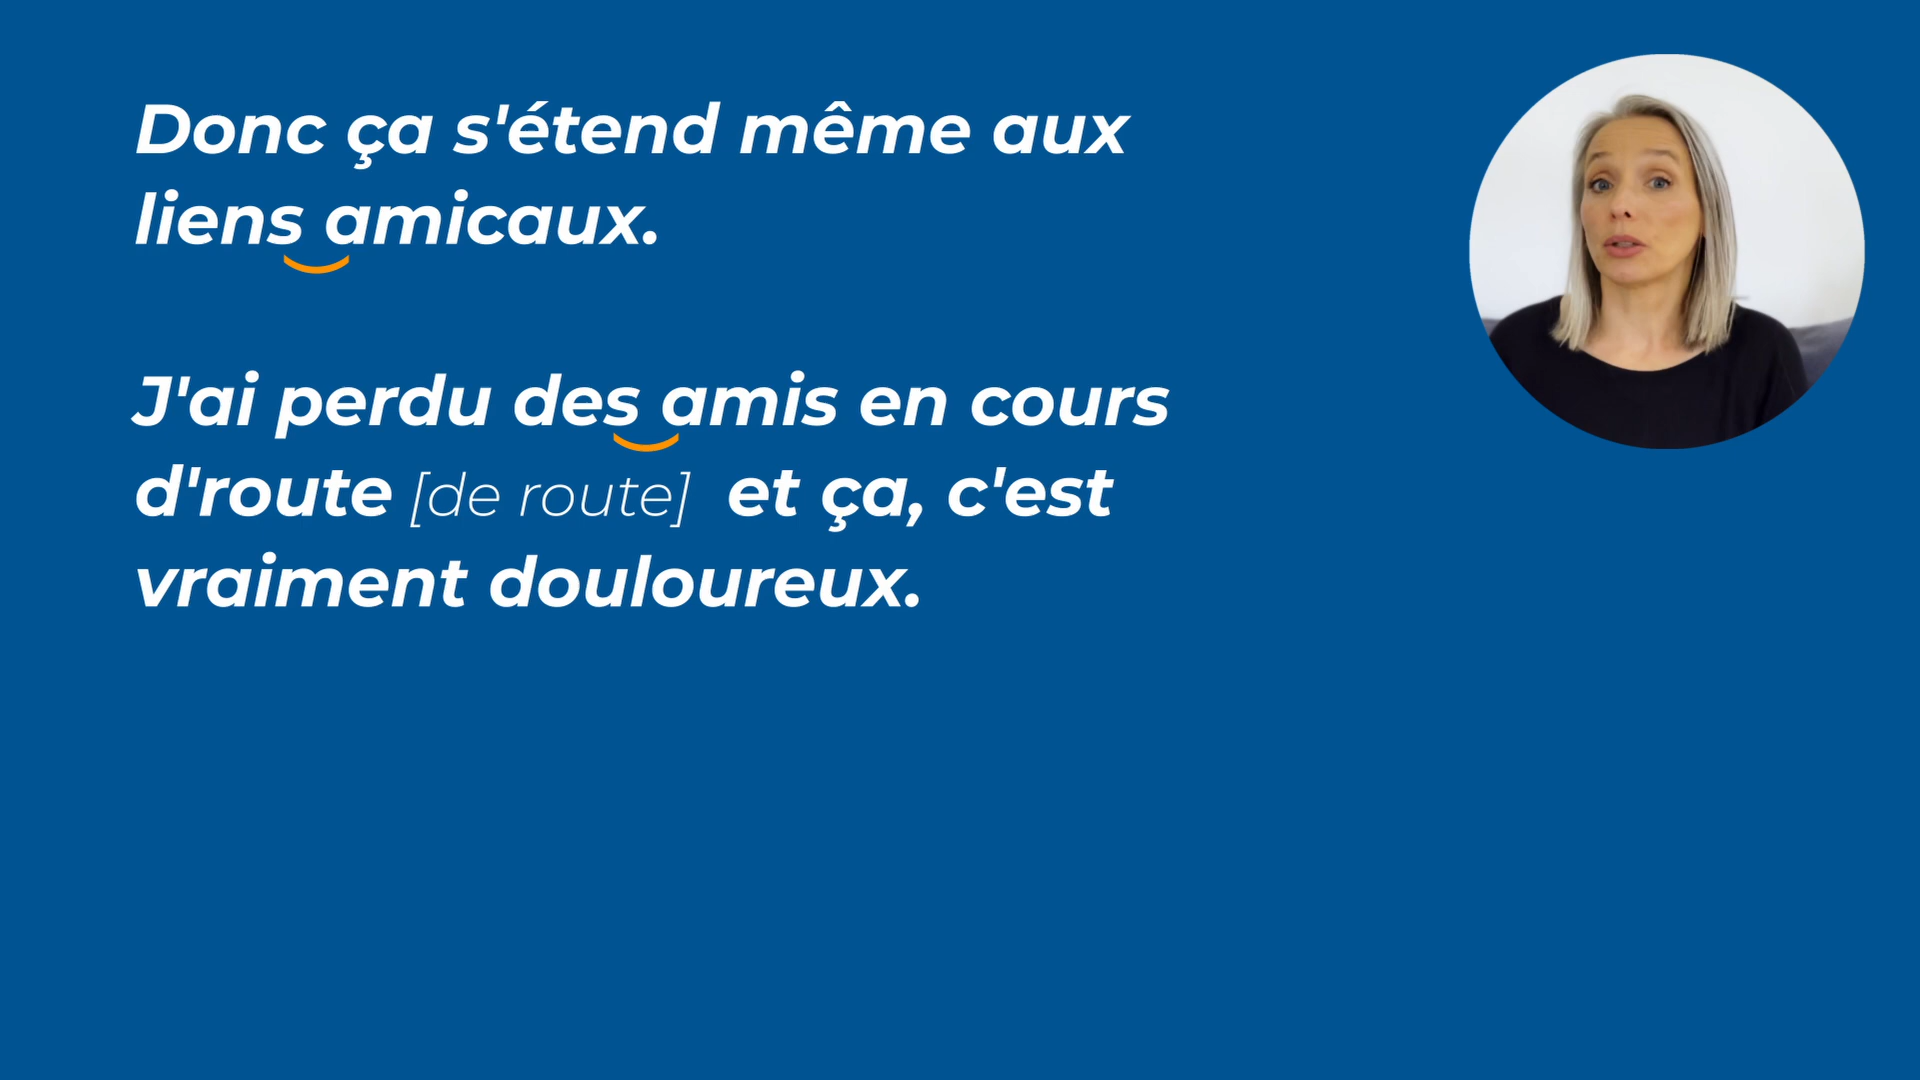 Donc ça s'étend même aux
liens amicaux.
J'ai perdu des amis en cours
d'route [de route] et ça, c'est
vraiment douloureux.